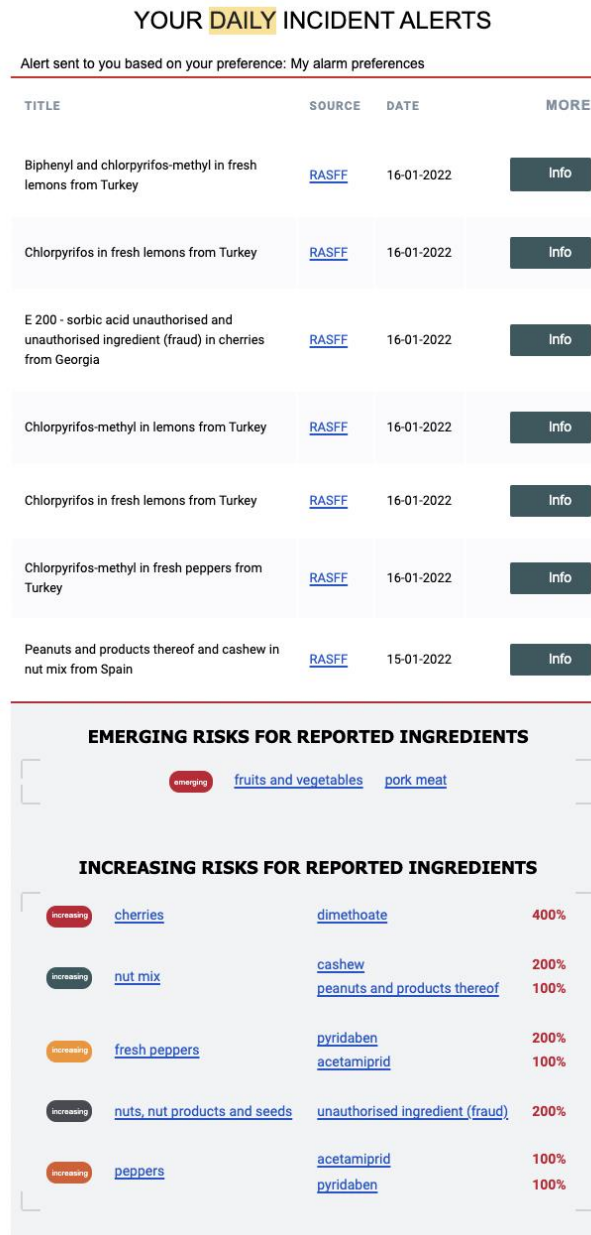 YOUR DAILY INCIDENT ALERTS
Alert sent to you based on your preference: My alarm preferences
TITLE SOURCE DATE MORE
Biphenyl and chlorpyrifos-methyl in fresh
lemons from Turkey
RASFF 16-01-2022 Info
Chlorpyrifos in fresh lemons from Turkey RASFF 16-01-2022 Info
E 200 - sorbic acid unauthorised and
unauthorised ingredient (fraud) in cherries
from Georgia
RASFF 16-01-2022 Info
Chlorpyrifos-methyl in lemons from Turkey RASFF 16-01-2022 Info
Chlorpyrifos in fresh lemons from Turkey RASFF 16-01-2022 Info
Chlorpyrifos-methyl in fresh peppers from
Turkey
RASFF 16-01-2022 Info
Peanuts and products thereof and cashew in
nut mix from Spain
RASFF 15-01-2022 Info
EMERGING RISKS FOR REPORTED INGREDIENTS
emerging fruits and vegetables pork meat
INCREASING RISKS FOR REPORTED INGREDIENTS
increasing cherries dimethoate 400%
increasing nut mix
cashew 200%
peanuts and products thereof 100%
increasing fresh peppers
pyridaben 200%
acetamiprid 100%
increasing nuts, nut products and seeds unauthorised ingredient (fraud) 200%
increasing peppers
acetamiprid 100%
pyridaben 100%